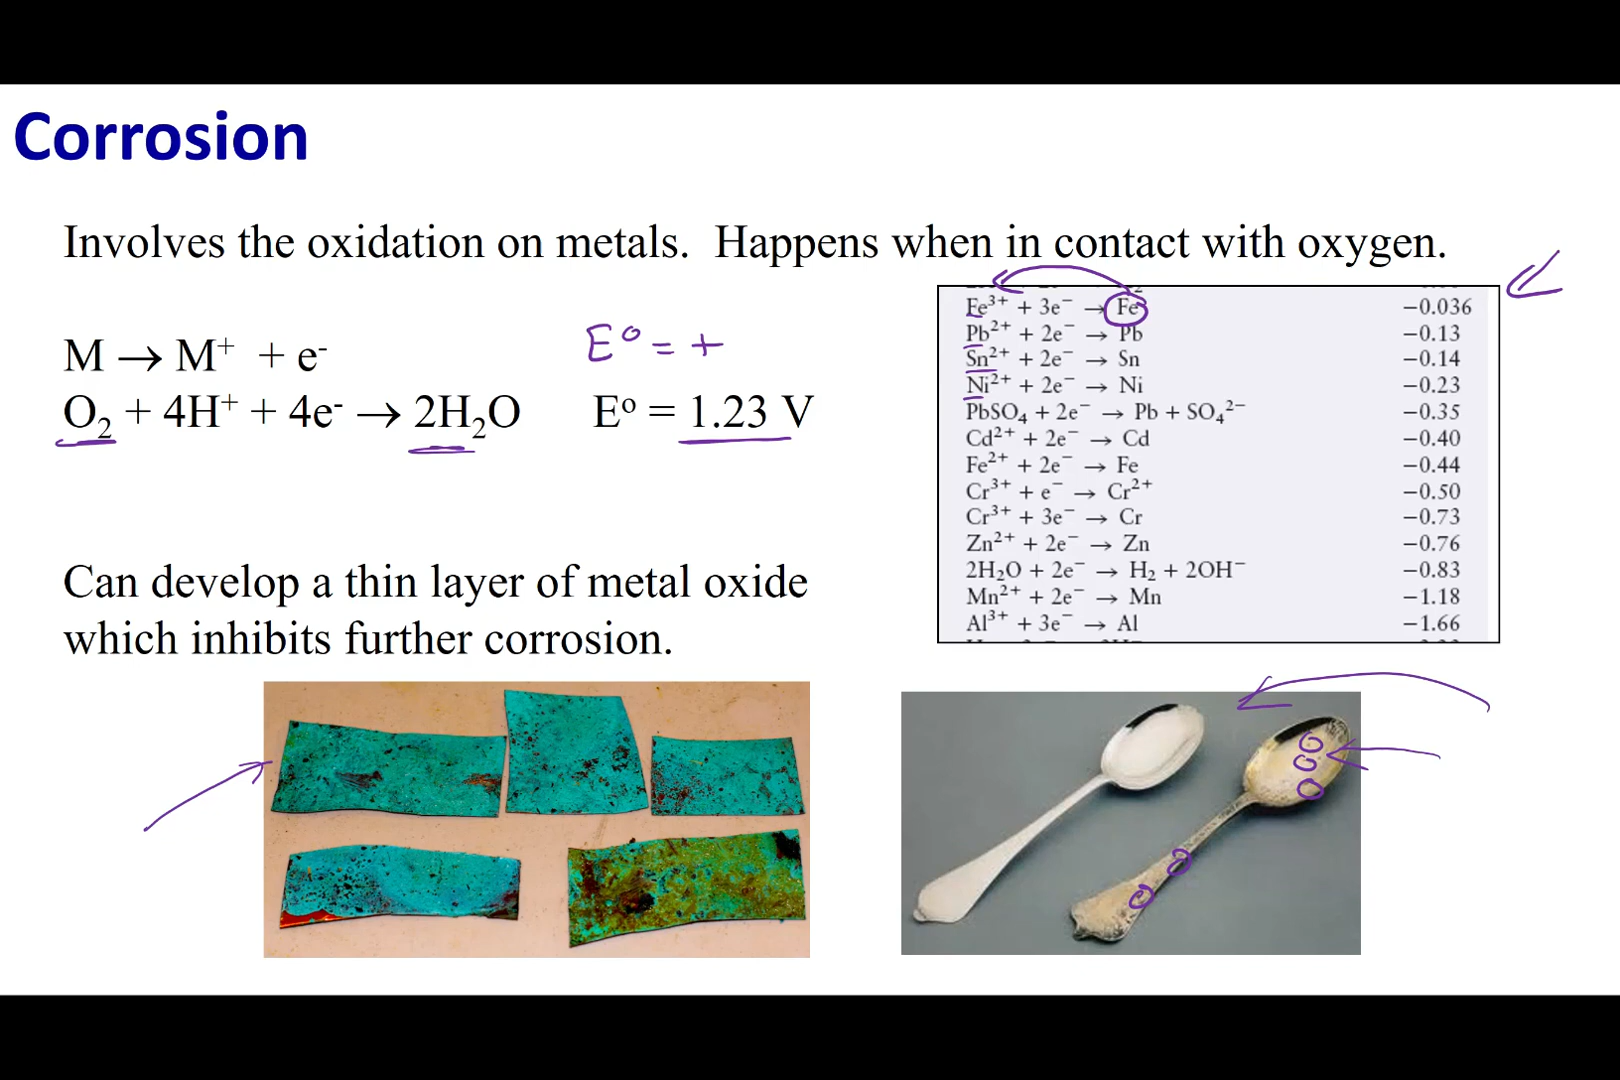 Corrosion
Involves the oxidation on metals.  Happens when in contact with oxygen.
M → M⁺ + e⁻
E° = +
O₂ + 4H⁺ + 4e⁻ → 2H₂O
E° = 1.23 V
Fe³⁺ + 3e⁻ → Fe −0.036
Pb²⁺ + 2e⁻ → Pb −0.13
Sn²⁺ + 2e⁻ → Sn −0.14
Ni²⁺ + 2e⁻ → Ni −0.23
PbSO₄ + 2e⁻ → Pb + SO₄²⁻ −0.35
Cd²⁺ + 2e⁻ → Cd −0.40
Fe²⁺ + 2e⁻ → Fe −0.44
Cr³⁺ + e⁻ → Cr²⁺ −0.50
Cr³⁺ + 3e⁻ → Cr −0.73
Zn²⁺ + 2e⁻ → Zn −0.76
2H₂O + 2e⁻ → H₂ + 2OH⁻ −0.83
Mn²⁺ + 2e⁻ → Mn −1.18
Al³⁺ + 3e⁻ → Al −1.66
Can develop a thin layer of metal oxide
which inhibits further corrosion.